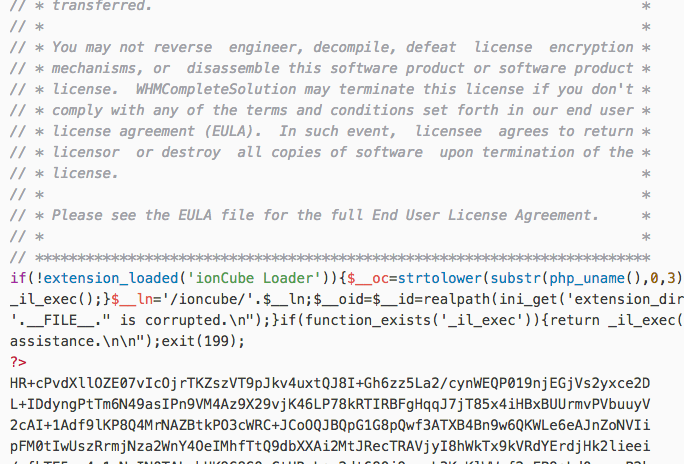 // * transferred. *
// * *
// * You may not reverse  engineer, decompile, defeat  license  encryption *
// * mechanisms, or  disassemble this software product or software product *
// * license.  WHMCompleteSolution may terminate this license if you don't *
// * comply with any of the terms and conditions set forth in our end user *
// * license agreement (EULA).  In such event,  licensee  agrees to return *
// * licensor  or destroy  all copies of software  upon termination of the *
// * license. *
// * *
// * Please see the EULA file for the full End User License Agreement. *
// * *
// *************************************************************************
if(!extension_loaded('ionCube Loader')){$__oc=strtolower(substr(php_uname(),0,3)
_il_exec();}$__ln='/ioncube/'.$__ln;$__oid=$__id=realpath(ini_get('extension_dir
'.__FILE__." is corrupted.\n");}if(function_exists('_il_exec')){return _il_exec(
assistance.\n\n");exit(199);
?>
HR+cPvdXllOZE07vIcOjrTKZszVT9pJkv4uxtQJ8I+Gh6zz5La2/cynWEQP019njEGjVs2yxce2D
L+IDdyngPtTm6N49asIPn9VM4Az9X29vjK46LP78kRTIRBFgHqqJ7jT85x4iHBxBUUrmvPVbuuyV
2cAI+1Adf9lKP8Q4MrNAZBtkPO3cWRC+JCoOQJBQpG1G8pQwf3ATXB4Bn9w6QKWLe6eAJnZoNVIi
pFM0tIwUszRrmjNza2WnY4OeIMhfTtQ9dbXXAi2MtJRecTRAVjyI8hWkTx9kVRdYErdjHk2lieei